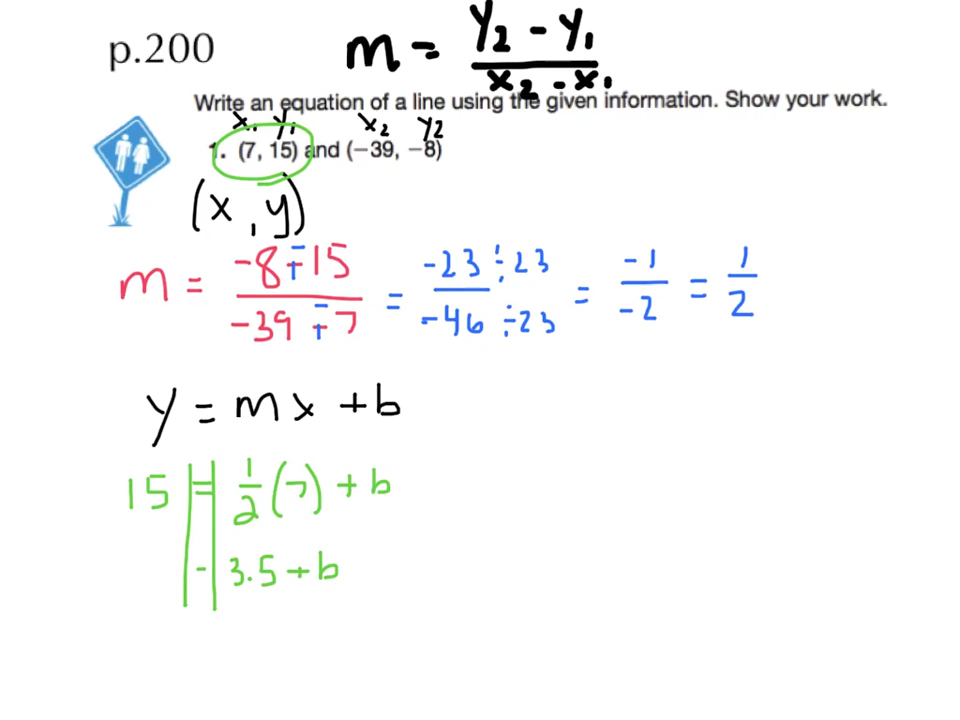 p.200
m = (y₂ - y₁)/(x₂ - x₁)
Write an equation of a line using the given information. Show your work.
x₁ y₁ x₂ y₂
1. (7, 15) and (−39, −8)
(x, y)
m = (-8 - + 15)/(-39 - + 7) = (-23 ÷ 23)/(-46 ÷ 23) = -1/-2 = 1/2
y = mx + b
15 = 1/2 (7) + b
- 3.5 + b